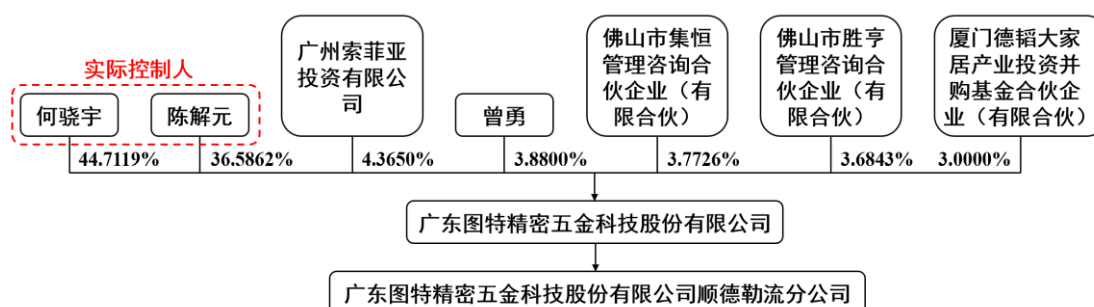 实际控制人
何骁宇
陈解元
广州索菲亚
投资有限公
司
曾勇
佛山市集恒
管理咨询合
伙企业（有
限合伙）
佛山市胜亨
管理咨询合
伙企业（有
限合伙）
厦门德韬大家
居产业投资并
购基金合伙企
业（有限合伙）
44.7119%
36.5862%
4.3650%
3.8800%
3.7726%
3.6843%
3.0000%
广东图特精密五金科技股份有限公司
广东图特精密五金科技股份有限公司顺德勒流分公司